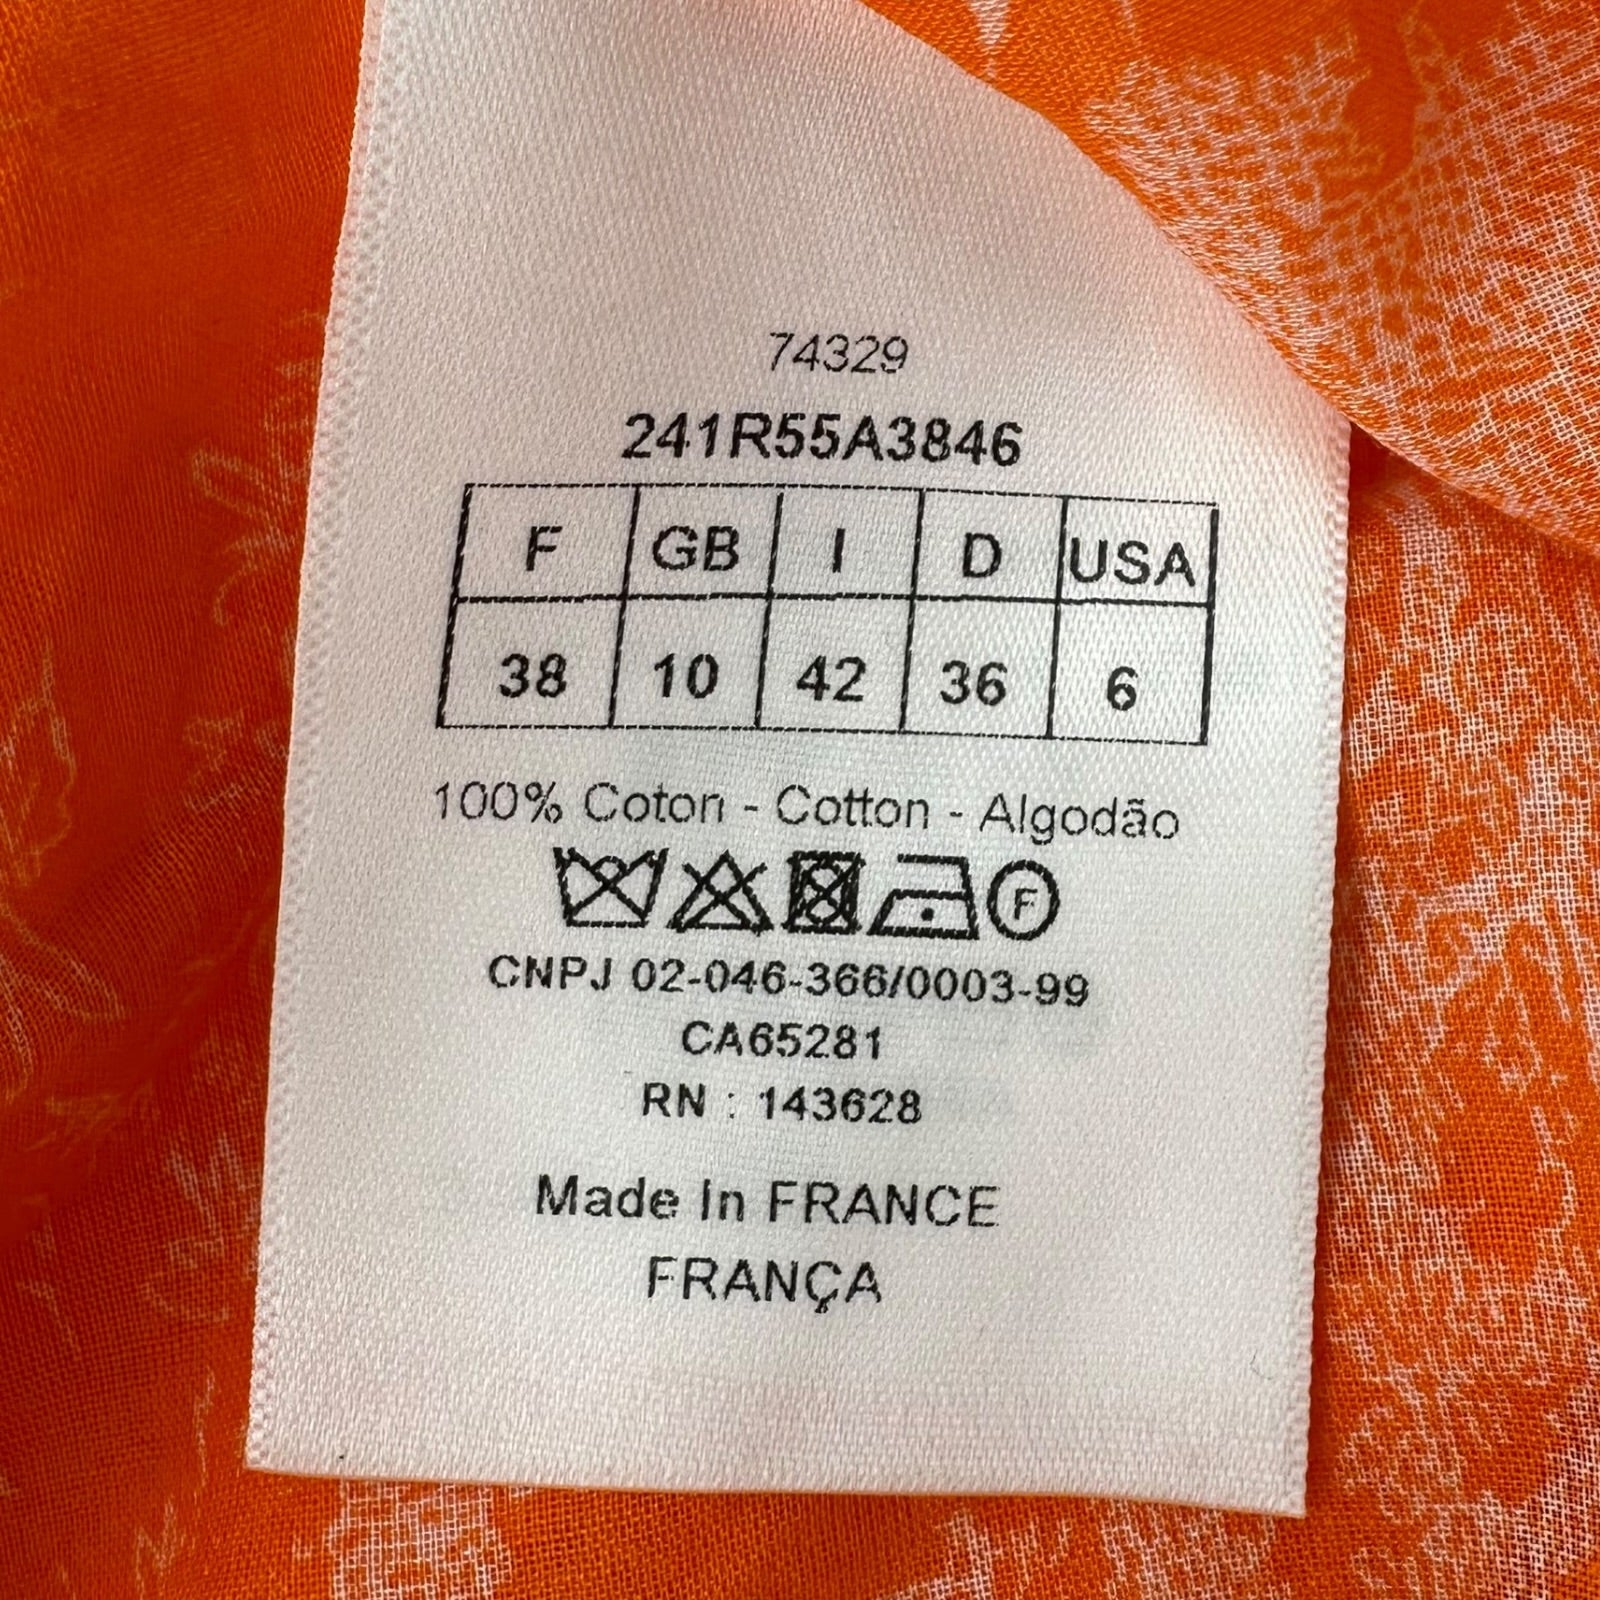 74329
241R55A3846
F GB I D USA
38 10 42 36 6
100% Coton - Cotton - Algodão
F
CNPJ 02-046-366/0003-99
CA65281
RN : 143628
Made In FRANCE
FRANÇA